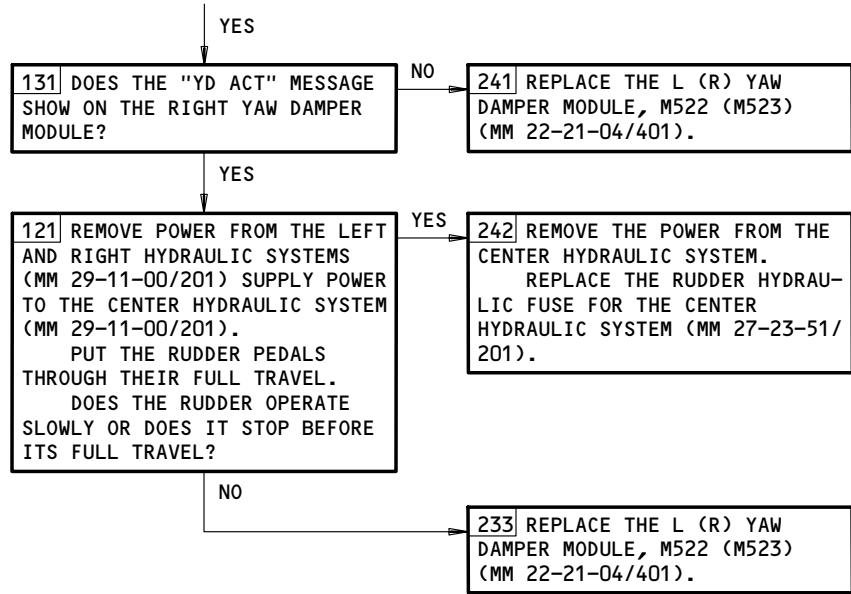 YES
131 DOES THE "YD ACT" MESSAGE
SHOW ON THE RIGHT YAW DAMPER
MODULE?
NO
241 REPLACE THE L (R) YAW
DAMPER MODULE, M522 (M523)
(MM 22-21-04/401).
YES
121 REMOVE POWER FROM THE LEFT
AND RIGHT HYDRAULIC SYSTEMS
(MM 29-11-00/201) SUPPLY POWER
TO THE CENTER HYDRAULIC SYSTEM
(MM 29-11-00/201).
PUT THE RUDDER PEDALS
THROUGH THEIR FULL TRAVEL.
DOES THE RUDDER OPERATE
SLOWLY OR DOES IT STOP BEFORE
ITS FULL TRAVEL?
YES
242 REMOVE THE POWER FROM THE
CENTER HYDRAULIC SYSTEM.
REPLACE THE RUDDER HYDRAU-
LIC FUSE FOR THE CENTER
HYDRAULIC SYSTEM (MM 27-23-51/
201).
NO
233 REPLACE THE L (R) YAW
DAMPER MODULE, M522 (M523)
(MM 22-21-04/401).